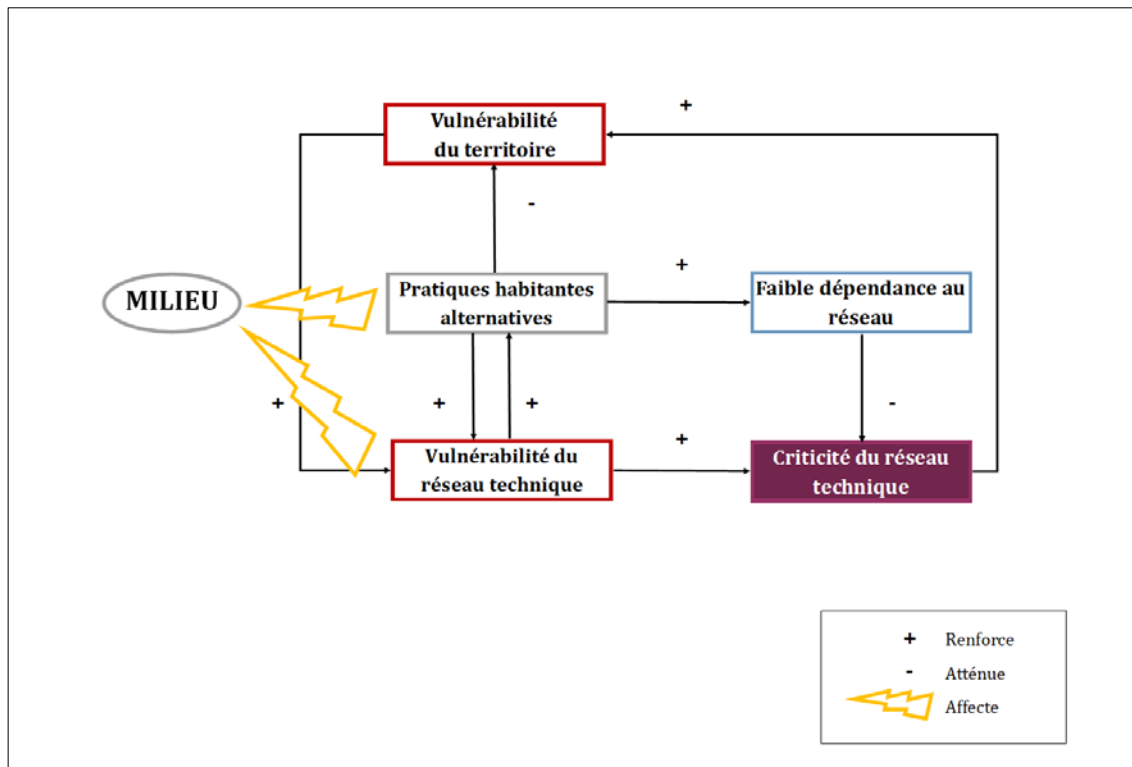 +
Vulnérabilité
du territoire
-
+
MILIEU
Pratiques habitantes
alternatives
Faible dépendance au
réseau
+
+
+
-
+
Vulnérabilité du
réseau technique
Criticité du réseau
technique
+ Renforce
- Atténue
Affecte